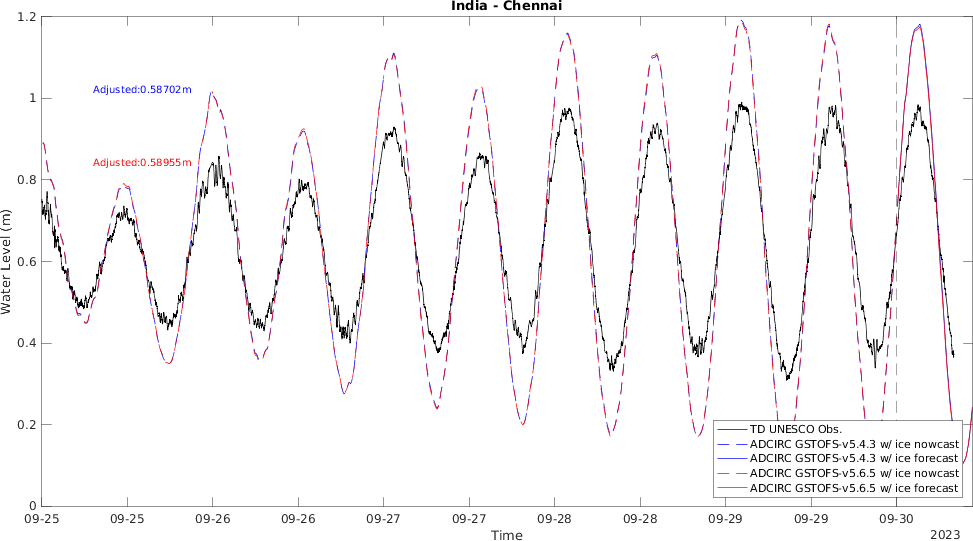 India - Chennai
1.2
1
0.8
0.6
0.4
0.2
0
Water Level (m)
Adjusted:0.58702m
Adjusted:0.58955m
TD UNESCO Obs.
ADCIRC GSTOFS-v5.4.3 w/ ice nowcast
ADCIRC GSTOFS-v5.4.3 w/ ice forecast
ADCIRC GSTOFS-v5.6.5 w/ ice nowcast
ADCIRC GSTOFS-v5.6.5 w/ ice forecast
09-25 09-25 09-26 09-26 09-27 09-27 09-28 09-28 09-29 09-29 09-30
Time
2023